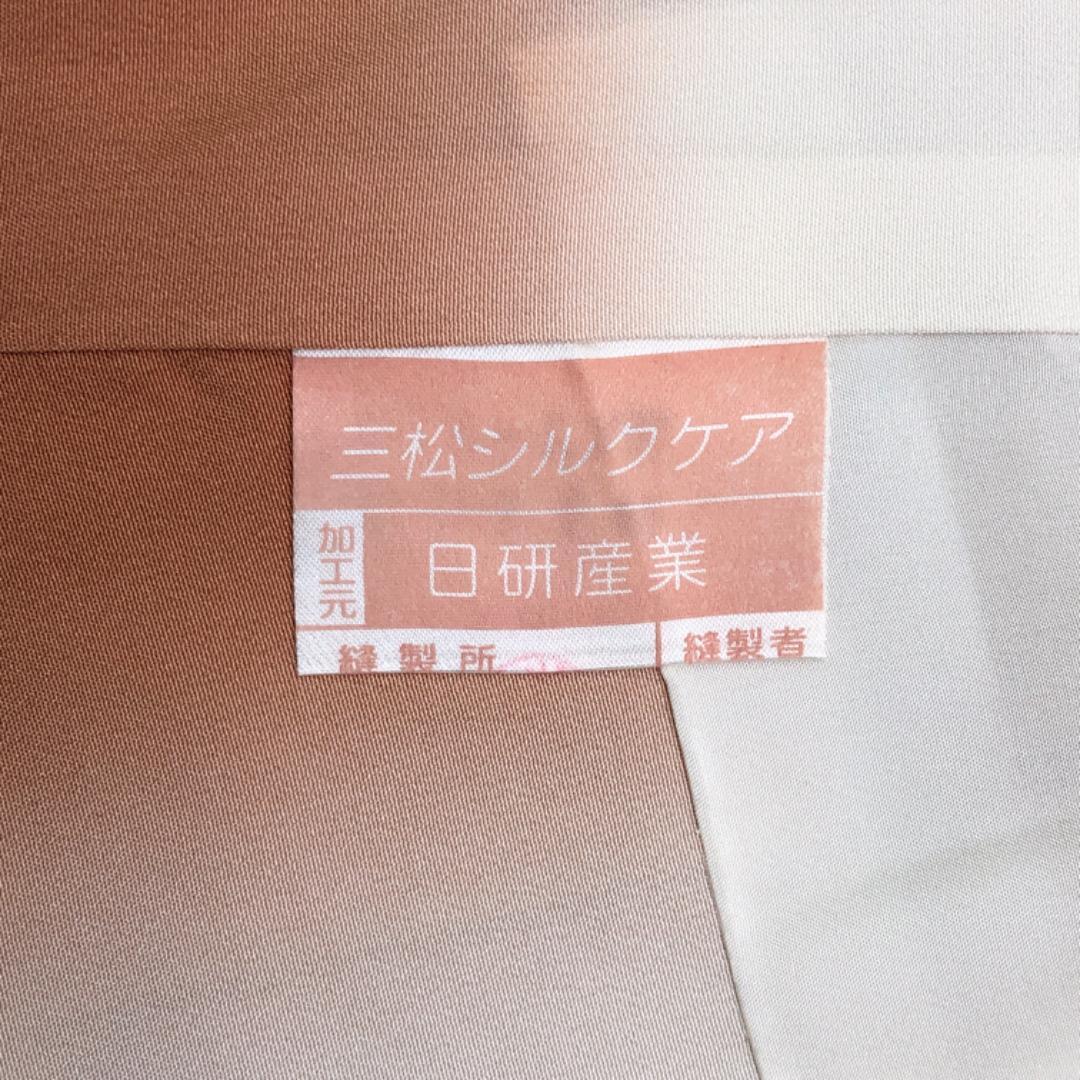 三松シルクケア
加工元
日研産業
縫製所
縫製者